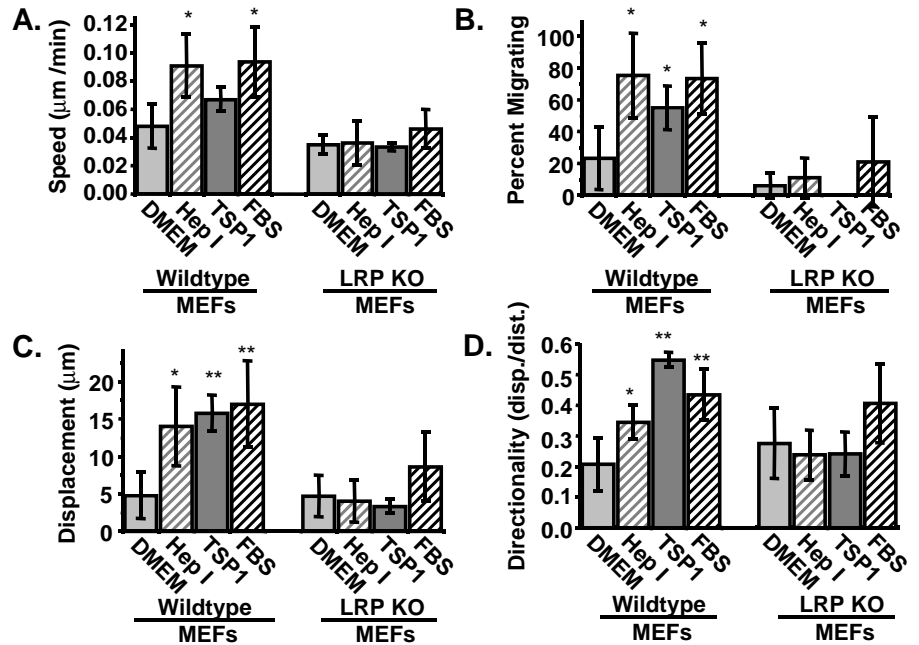 A.
Speed (μm /min)
0.12
0.10
0.08
0.06
0.04
0.02
0.00
* *
DMEM Hep I TSP1 FBS DMEM Hep I TSP1 FBS
Wildtype LRP KO
MEFs MEFs
B.
Percent Migrating
100
80
60
40
20
0
* * *
DMEM Hep I TSP1 FBS DMEM Hep I TSP1 FBS
Wildtype LRP KO
MEFs MEFs
C.
Displacement (μm)
20
15
10
5
0
* ** **
DMEM Hep I TSP1 FBS DMEM Hep I TSP1 FBS
Wildtype LRP KO
MEFs MEFs
D.
Directionality (disp./dist.)
0.6
0.5
0.4
0.3
0.2
0.1
0.0
* ** **
DMEM Hep I TSP1 FBS DMEM Hep I TSP1 FBS
Wildtype LRP KO
MEFs MEFs